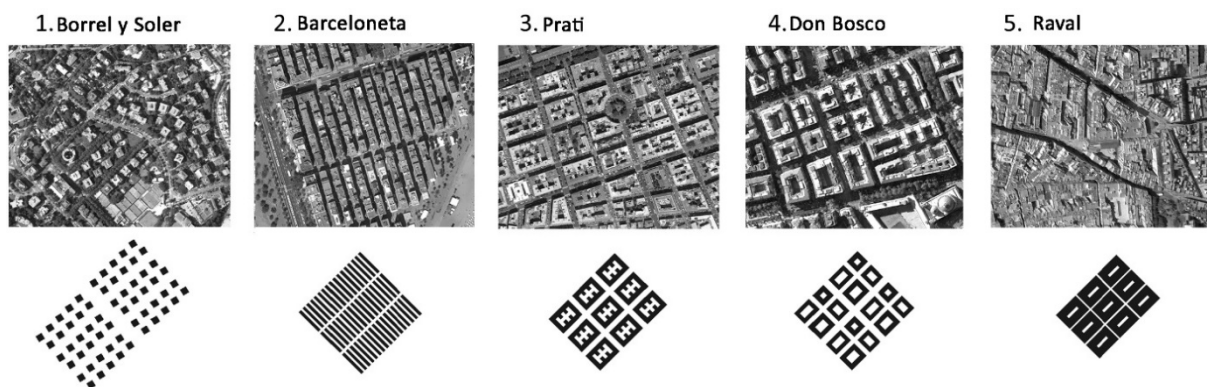 1. Borrel y Soler
2. Barceloneta
3. Prati
4. Don Bosco
5. Raval